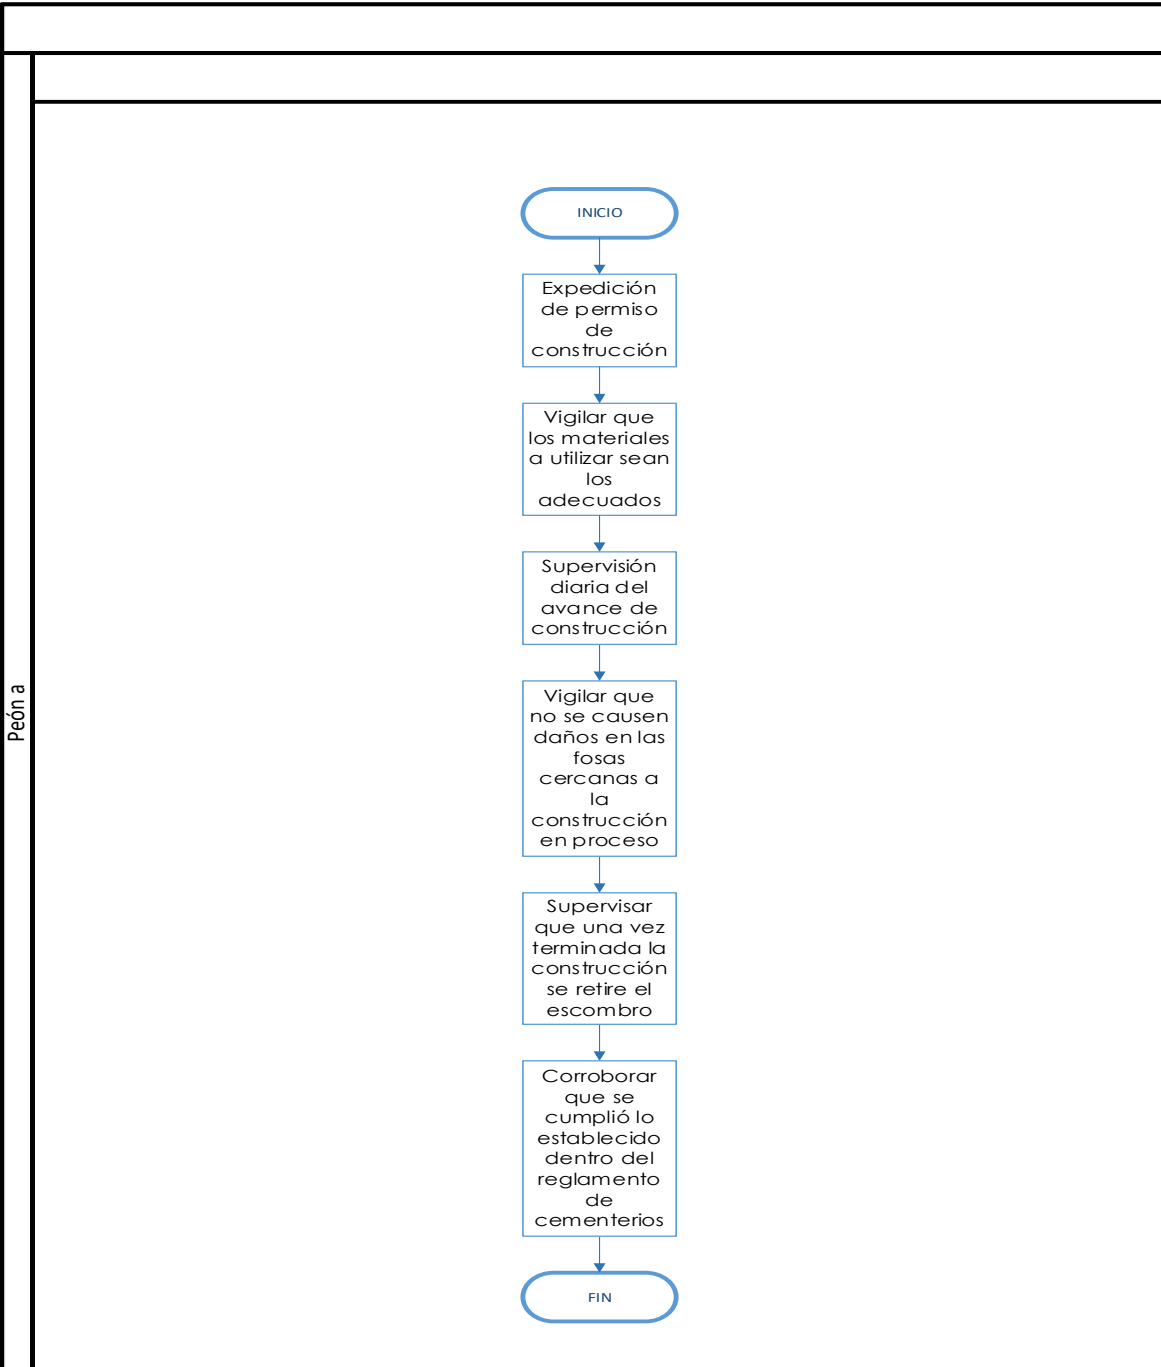 INICIO
Expedición
de permiso
de
construcción
Vigilar que
los materiales
a utilizar sean
los
adecuados
Supervisión
diaria del
avance de
construcción
Peón a
Vigilar que
no se causen
daños en las
fosas
cercanas a
la
construcción
en proceso
Supervisar
que una vez
terminada la
construcción
se retire el
escombro
Corroborar
que se
cumplió lo
establecido
dentro del
reglamento
de
cementerios
FIN